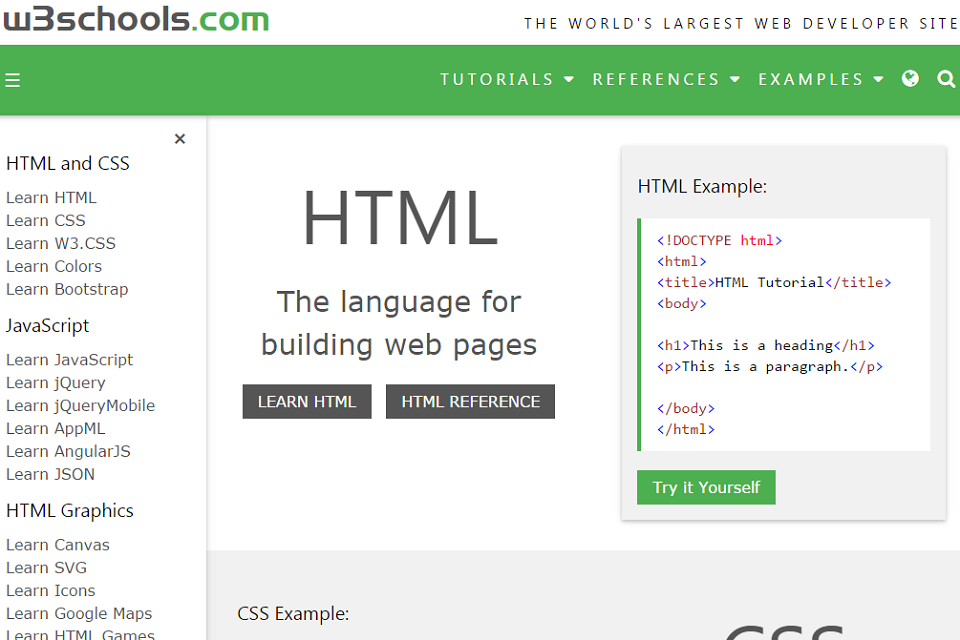 w3schools.com
THE WORLD'S LARGEST WEB DEVELOPER SITE
TUTORIALS REFERENCES EXAMPLES
HTML and CSS
Learn HTML
Learn CSS
Learn W3.CSS
Learn Colors
Learn Bootstrap
JavaScript
Learn JavaScript
Learn jQuery
Learn jQueryMobile
Learn AppML
Learn AngularJS
Learn JSON
HTML Graphics
Learn Canvas
Learn SVG
Learn Icons
Learn Google Maps
Learn HTML Games
HTML
The language for
building web pages
LEARN HTML HTML REFERENCE
HTML Example:
<!DOCTYPE html>
<html>
<title>HTML Tutorial</title>
<body>
<h1>This is a heading</h1>
<p>This is a paragraph.</p>
</body>
</html>
Try it Yourself
CSS Example:
CSS